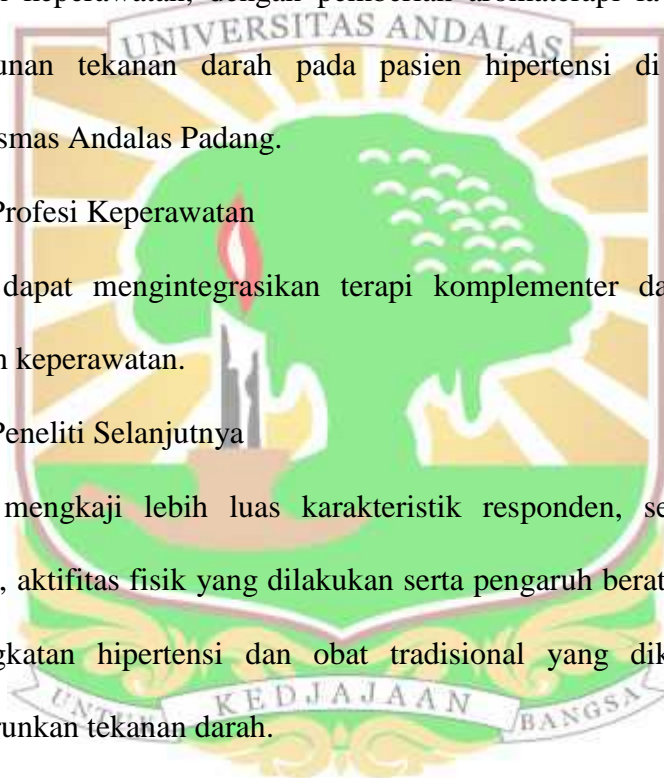 keperawatan, dengan pemberian aromaterapi
UNIVERSITAS ANDALAS
unan tekanan darah pada pasien hipertensi di
smas Andalas Padang.
Profesi Keperawatan
dapat mengintegrasikan terapi komplementer da
n keperawatan.
Peneliti Selanjutnya
mengkaji lebih luas karakteristik responden, se
, aktifitas fisik yang dilakukan serta pengaruh berat
gkatan hipertensi dan obat tradisional yang dik
UNTUK KEDJAJAAN BANGSA
runkan tekanan darah.